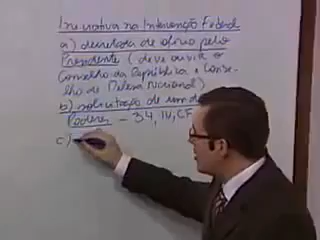 Iniciativa na Intervenção Federal
a) decretada de ofício pelo
Presidente (deve ouvir o
Conselho da República e Conse-
lho de Defesa Nacional)
b) solicitação de um d
Poderes - 34, IV, CF
c)